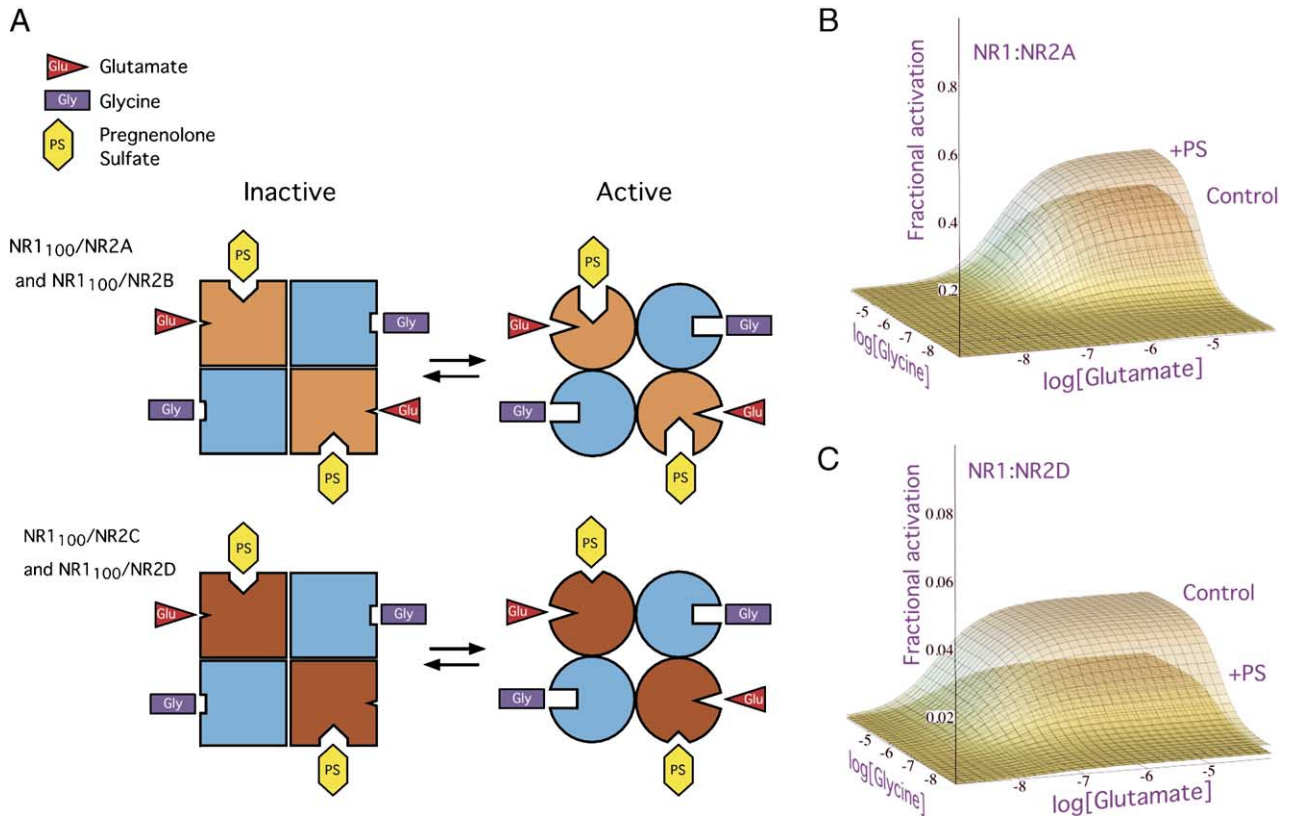 A
Glu Glutamate
Gly Glycine
PS Pregnenolone
Sulfate
Inactive Active
NR1100/NR2A
and NR1100/NR2B
PS
PS
Glu
Gly
Glu
Gly
Gly
Glu
Gly
Glu
PS
PS
NR1100/NR2C
and NR1100/NR2D
PS
PS
Glu
Gly
Glu
Gly
Gly
Gly
Glu
PS
PS
B
NR1:NR2A
Fractional activation
0.8
0.6
0.4
0.2
+PS
Control
-5
-6
-7
-8
log[Glycine]
-8
-7
-6
-5
log[Glutamate]
C
NR1:NR2D
Fractional activation
0.08
0.06
0.04
0.02
Control
+PS
-5
-6
-7
-8
log[Glycine]
-8
-7
-6
-5
log[Glutamate]